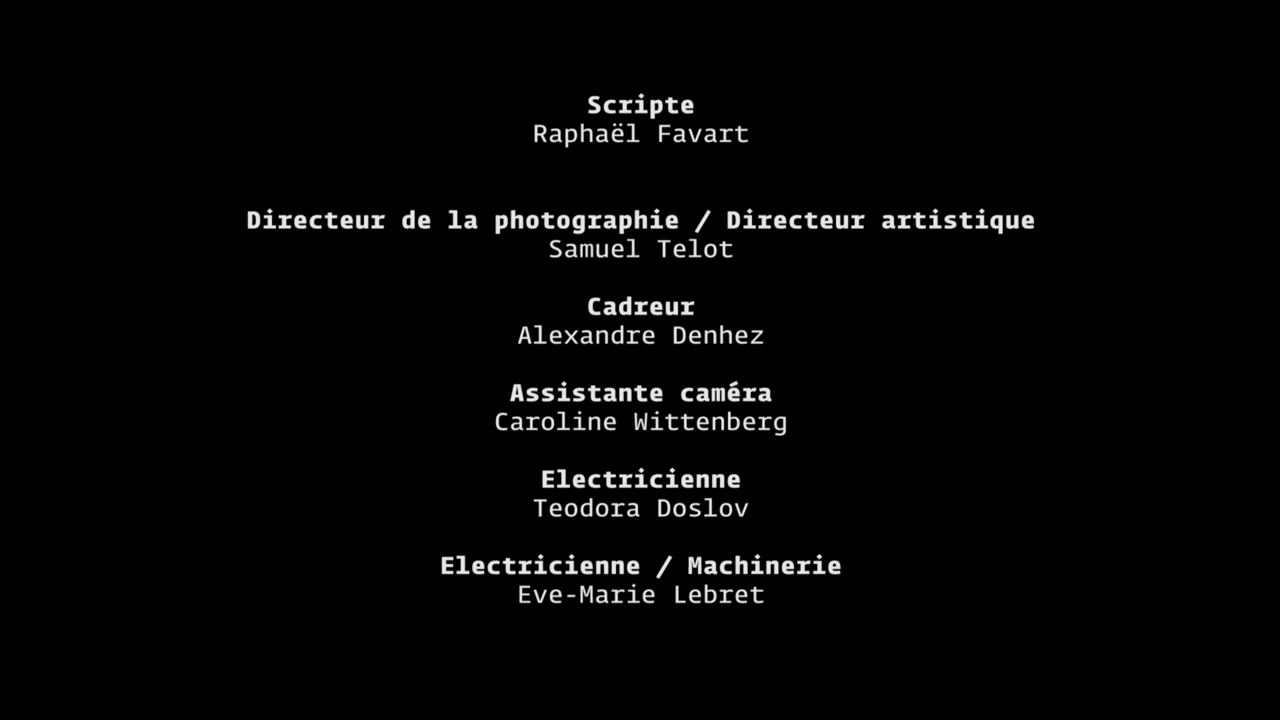 Scripte
Raphaël Favart
Directeur de la photographie / Directeur artistique
Samuel Telot
Cadreur
Alexandre Denhez
Assistante caméra
Caroline Wittenberg
Electricienne
Teodora Doslov
Electricienne / Machinerie
Eve-Marie Lebret